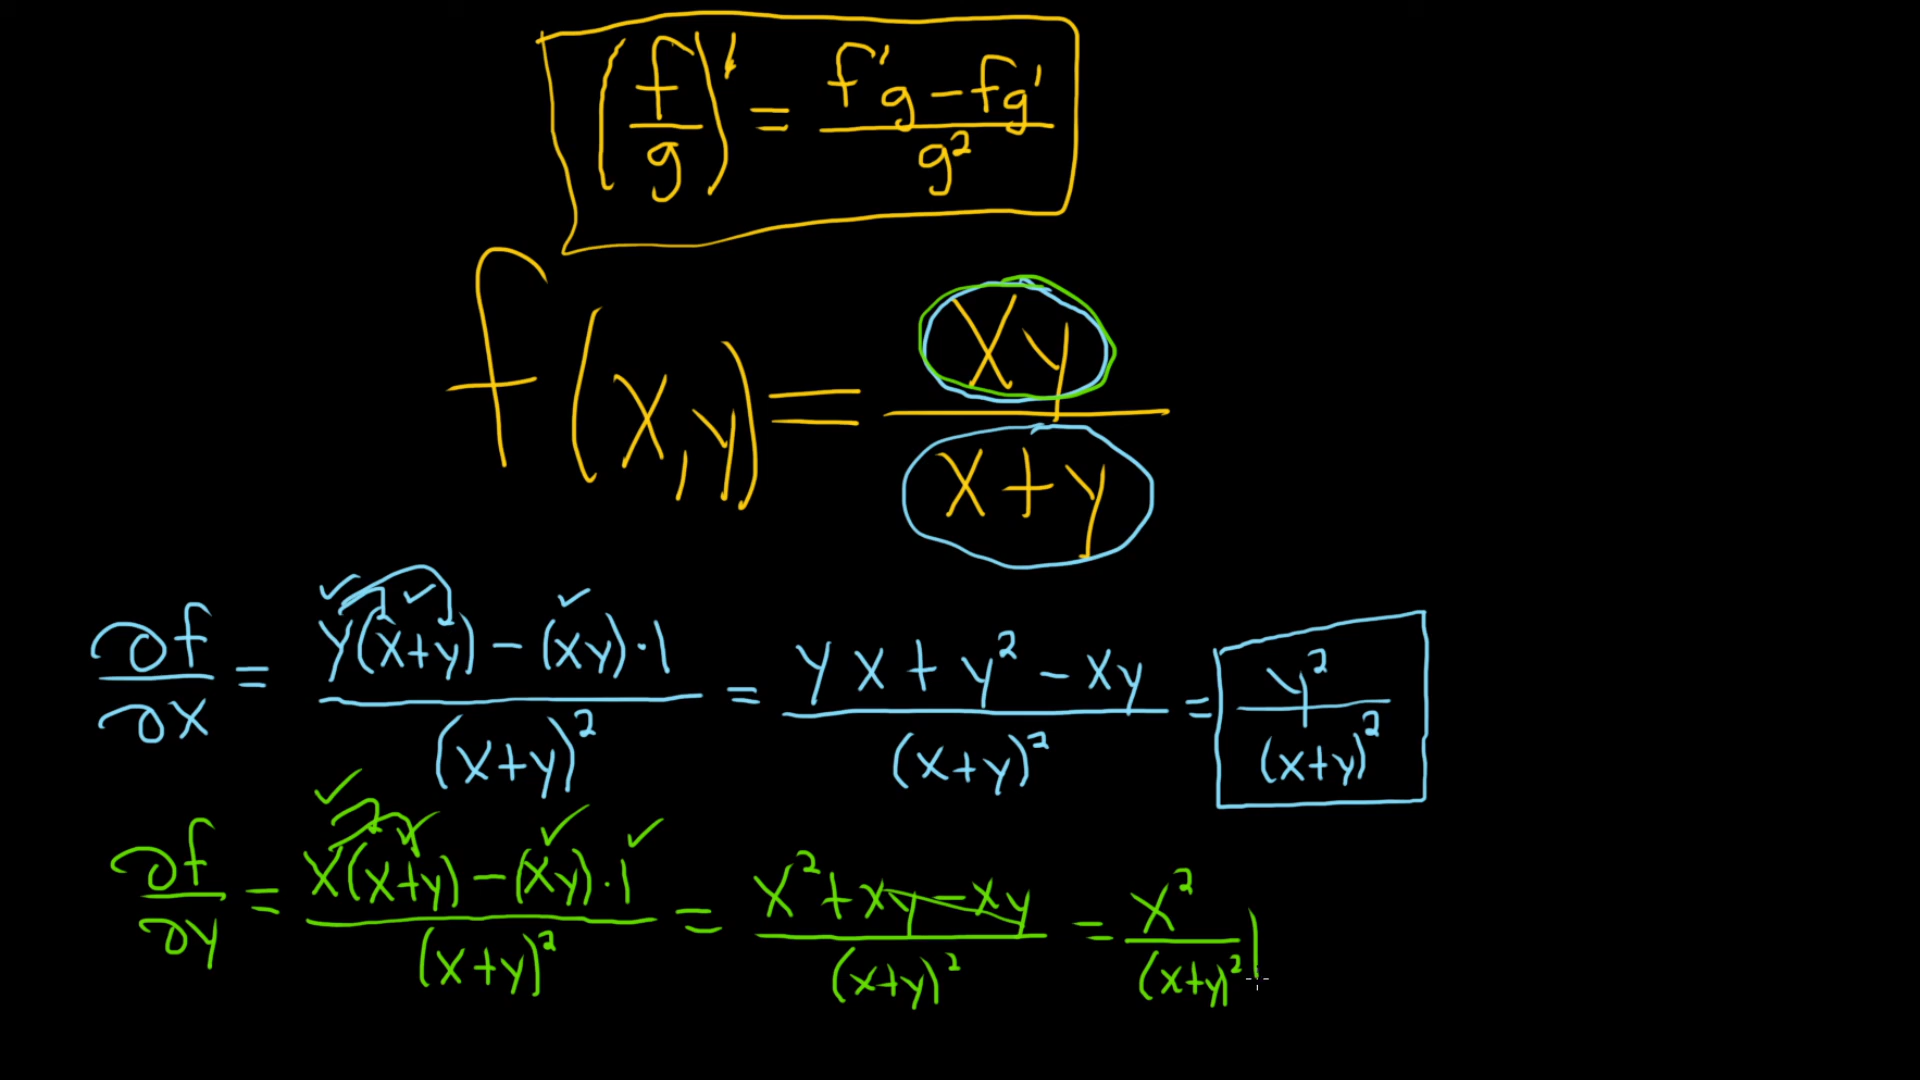 (f/g)' = (f'g - fg')/g²
f(x,y) = xy/(x+y)
∂f/∂x = (y(x+y) - (xy)·1)/(x+y)² = (yx + y² - xy)/(x+y)² = y²/(x+y)²
∂f/∂y = (x(x+y) - (xy)·1)/(x+y)² = (x² + xy - xy)/(x+y)² = x²/(x+y)²